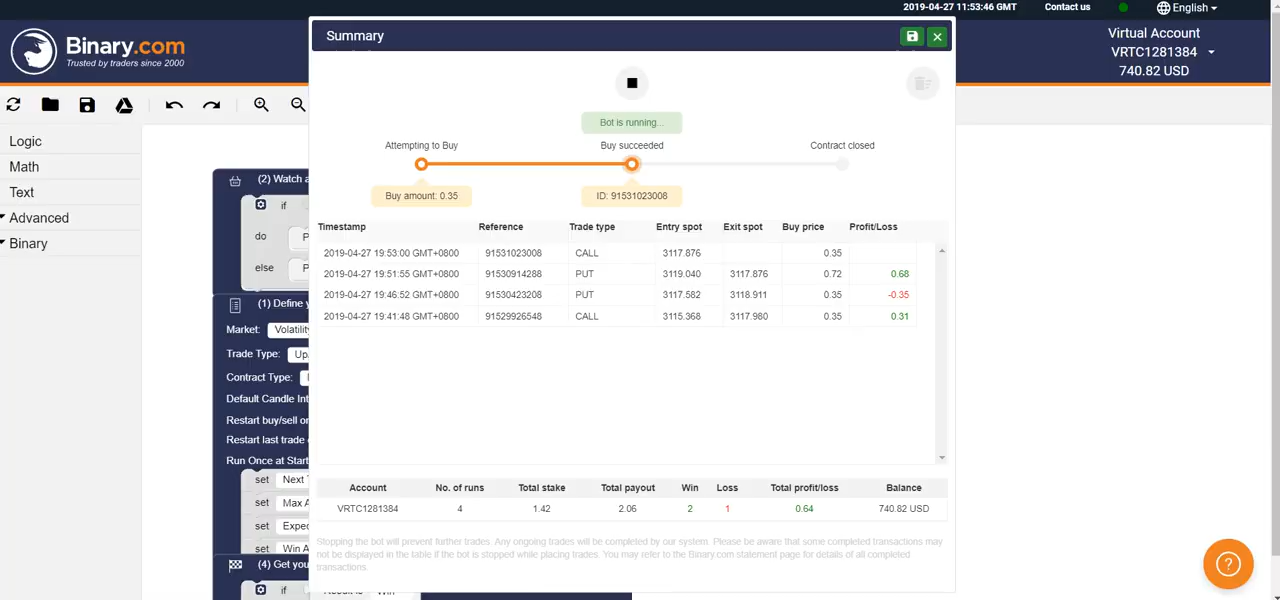 2019-04-27 11:53:46 GMT Contact us English
Binary.com
Trusted by traders since 2000
Virtual Account
VRTC1281384
740.82 USD
Summary
Logic
Math
Text
Advanced
Binary
(2) Watch a
if
do
else
(1) Define y
Market: Volatility
Trade Type: Up
Contract Type:
Default Candle Int
Restart buy/sell on
Restart last trade
Run Once at Start
set Next
set Max A
set Expec
set Win A
(4) Get you
if
Bot is running...
Attempting to Buy Buy succeeded Contract closed
Buy amount: 0.35 ID: 91531023008
Timestamp Reference Trade type Entry spot Exit spot Buy price Profit/Loss
2019-04-27 19:53:00 GMT+0800 91531023008 CALL 3117.876 0.35
2019-04-27 19:51:55 GMT+0800 91530914288 PUT 3119.040 3117.876 0.72 0.68
2019-04-27 19:46:52 GMT+0800 91530423208 PUT 3117.582 3118.911 0.35 -0.35
2019-04-27 19:41:48 GMT+0800 91529926548 CALL 3115.368 3117.980 0.35 0.31
Account No. of runs Total stake Total payout Win Loss Total profit/loss Balance
VRTC1281384 4 1.42 2.06 2 1 0.64 740.82 USD
Stopping the bot will prevent further trades. Any ongoing trades will be completed by our system. Please be aware that some completed transactions may
not be displayed in the table if the bot is stopped while placing trades. You may refer to the Binary.com statement page for details of all completed
transactions.